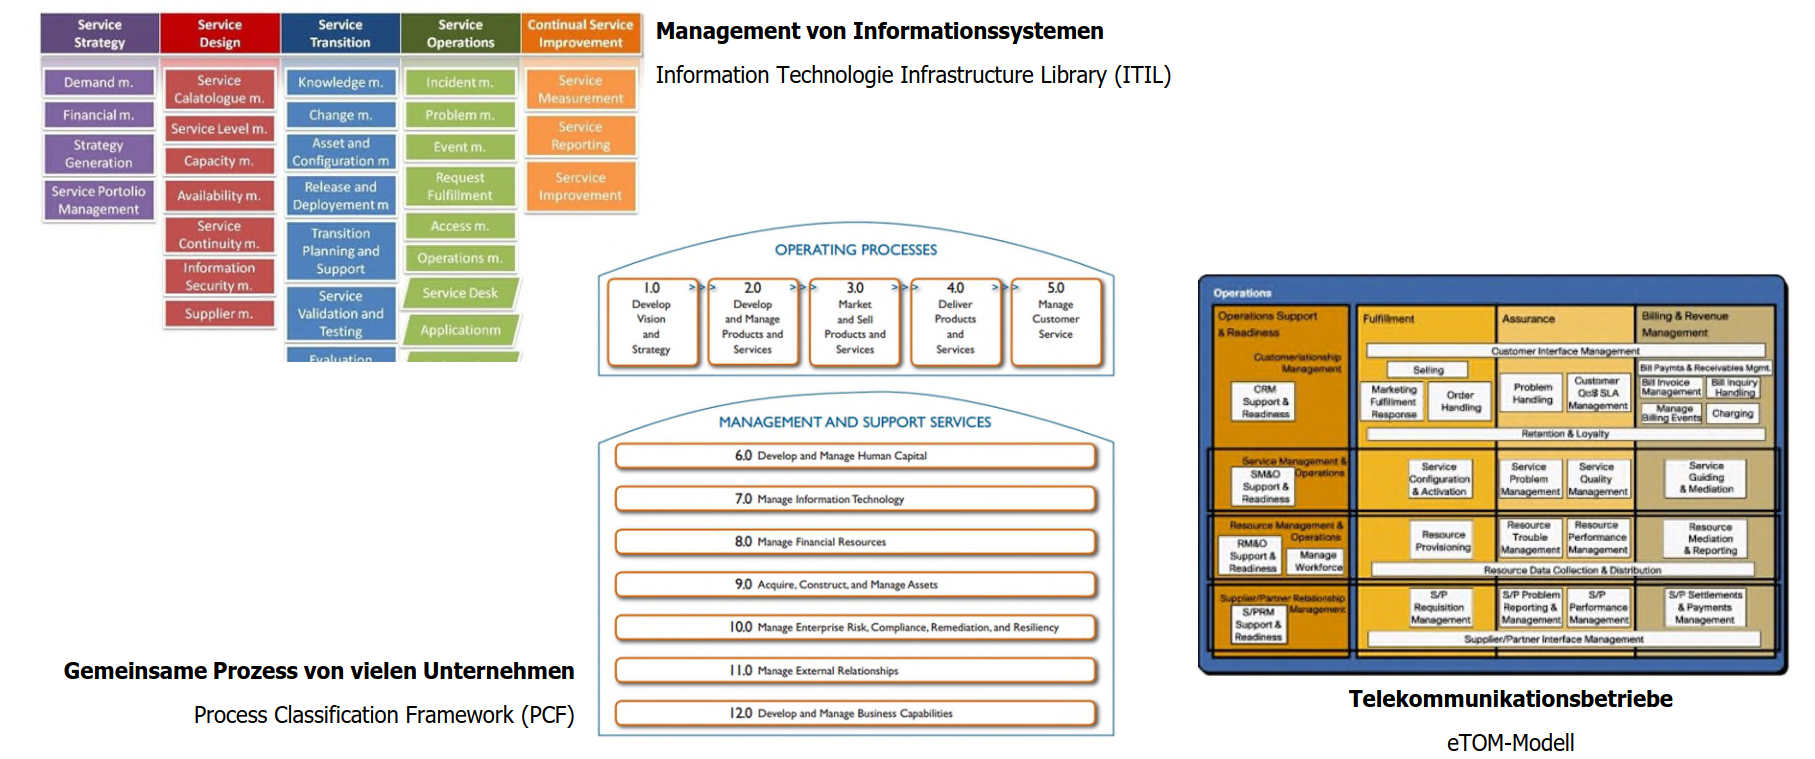 Service
Strategy
Demand m.
Financial m.
Strategy
Generation
Service Portolio
Management
Service
Design
Service
Calatologue m.
Service Level m.
Capacity m.
Availability m.
Service
Continuity m.
Information
Security m.
Supplier m.
Service
Transition
Knowledge m.
Change m.
Asset and
Configuration m
Release and
Deployement m
Transition
Planning and
Support
Service
Validation and
Testing
Evaluation
Service
Operations
Incident m.
Problem m.
Event m.
Request
Fulfillment
Access m.
Operations m.
Service Desk
Applicationm
Continual Service
Improvement
Service
Measurement
Service
Reporting
Sercvice
Improvement
Management von Informationssystemen
Information Technologie Infrastructure Library (ITIL)
OPERATING PROCESSES
1.0
Develop
Vision
and
Strategy
>>>
2.0
Develop
and Manage
Products and
Services
>>>
3.0
Market
and Sell
Products and
Services
>>>
4.0
Deliver
Products
and
Services
>>>
5.0
Manage
Customer
Service
MANAGEMENT AND SUPPORT SERVICES
6.0 Develop and Manage Human Capital
7.0 Manage Information Technology
8.0 Manage Financial Resources
9.0 Acquire, Construct, and Manage Assets
10.0 Manage Enterprise Risk, Compliance, Remediation, and Resiliency
11.0 Manage External Relationships
12.0 Develop and Manage Business Capabilities
Gemeinsame Prozess von vielen Unternehmen
Process Classification Framework (PCF)
Operations
Operations Support
& Readiness
Fulfillment
Assurance
Billing & Revenue
Management
Customerlationship
Management
CRM
Support &
Readiness
Customer Interface Management
Selling
Marketing
Fulfillment
Response
Order
Handling
Problem
Handling
Customer
QoS SLA
Management
Bill Paymts & Receivables Mgmt.
Bill Invoice
Management
Bill Inquiry
Handling
Manage
Billing Events
Charging
Retention & Loyalty
Service Management &
Operations
SM&O
Support &
Readiness
Service
Configuration
& Activation
Service
Problem
Management
Service
Quality
Management
Service
Guiding
& Mediation
Resource Management &
Operations
RM&O
Support &
Readiness
Manage
Workforce
Resource
Provisioning
Resource
Trouble
Management
Resource
Performance
Management
Resource
Mediation
& Reporting
Resource Data Collection & Distribution
Supplier/Partner Relationship
Management
S/PRM
Support &
Readiness
S/P
Requisition
Management
S/P Problem
Reporting &
Management
S/P
Performance
Management
S/P Settlements
& Payments
Management
Supplier/Partner Interface Management
Telekommunikationsbetriebe
eTOM-Modell